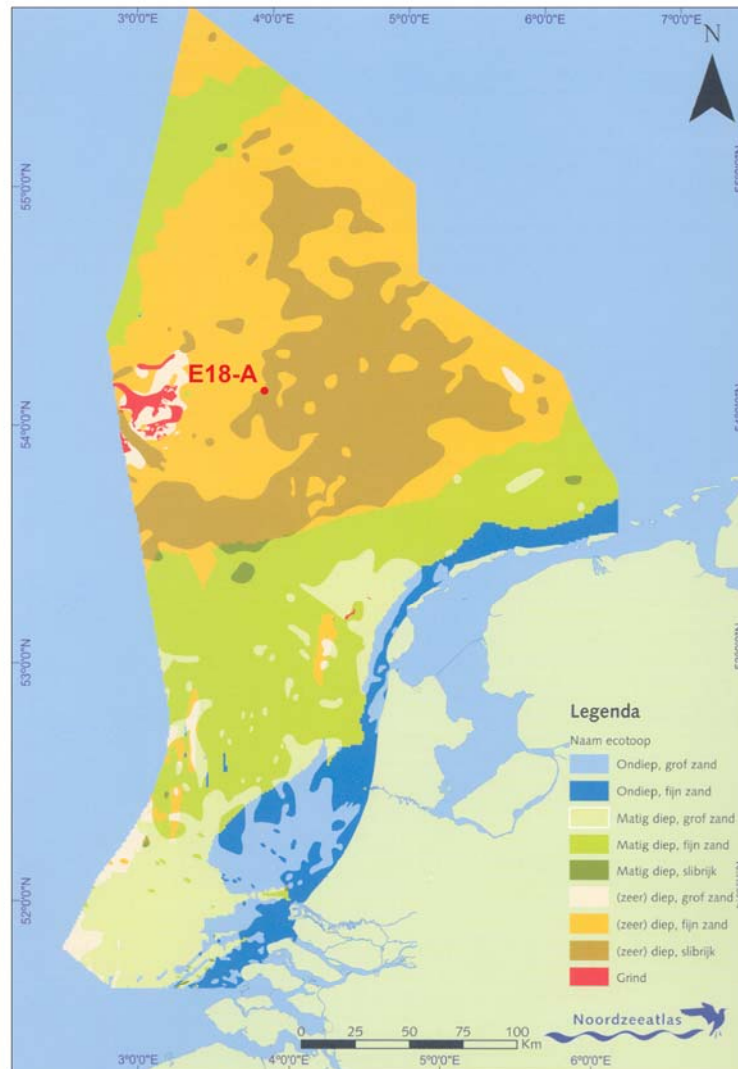 3°0'0"E 4°0'0"E 5°0'0"E 6°0'0"E 7°0'0"E
N
55°0'0"N
E18-A
54°0'0"N
53°0'0"N
52°0'0"N
Legenda
Naam ecotoop
Ondiep, grof zand
Ondiep, fijn zand
Matig diep, grof zand
Matig diep, fijn zand
Matig diep, slibrijk
(zeer) diep, grof zand
(zeer) diep, fijn zand
(zeer) diep, slibrijk
Grind
Noordzeeatlas
0 25 50 75 100
Km
3°0'0"E 4°0'0"E 5°0'0"E 6°0'0"E